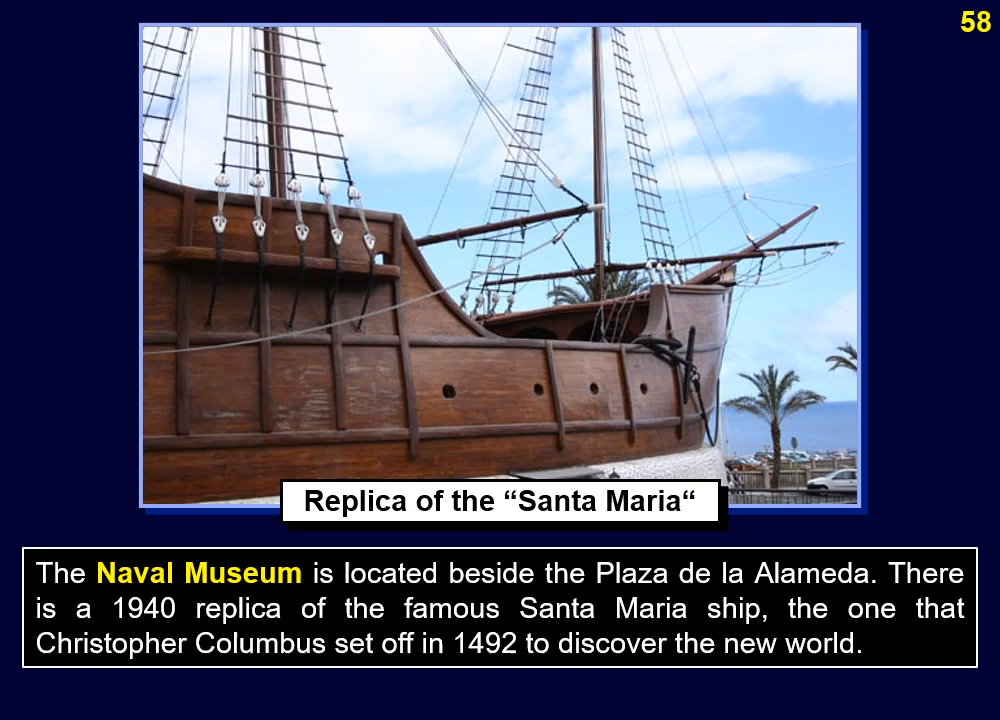 58
Replica of the “Santa Maria“
The Naval Museum is located beside the Plaza de la Alameda. There
is a 1940 replica of the famous Santa Maria ship, the one that
Christopher Columbus set off in 1492 to discover the new world.